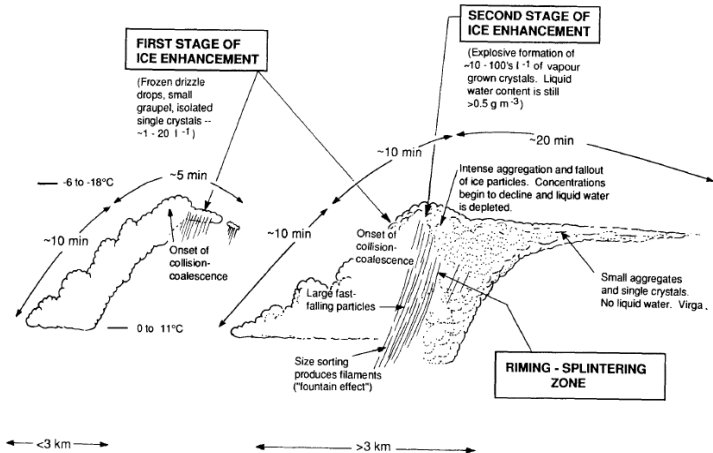 FIRST STAGE OF
ICE ENHANCEMENT
(Frozen drizzle
drops, small
graupel, isolated
single crystals --
~1 - 20 l -1)
SECOND STAGE OF
ICE ENHANCEMENT
(Explosive formation of
~10 - 100's l -1 of vapour
grown crystals. Liquid
water content is still
>0.5 g m -3)
~20 min
~10 min
~5 min
-6 to -18°C
Intense aggregation and fallout
of ice particles. Concentrations
begin to decline and liquid water
is depleted.
~10 min
~10 min
Onset of
collision-
coalescence
Onset of
collision-
coalescence
Small aggregates
and single crystals.
No liquid water. Virga.
Large fast-
falling particles
0 to 11°C
Size sorting
produces filaments
("fountain effect")
RIMING - SPLINTERING
ZONE
<3 km
>3 km